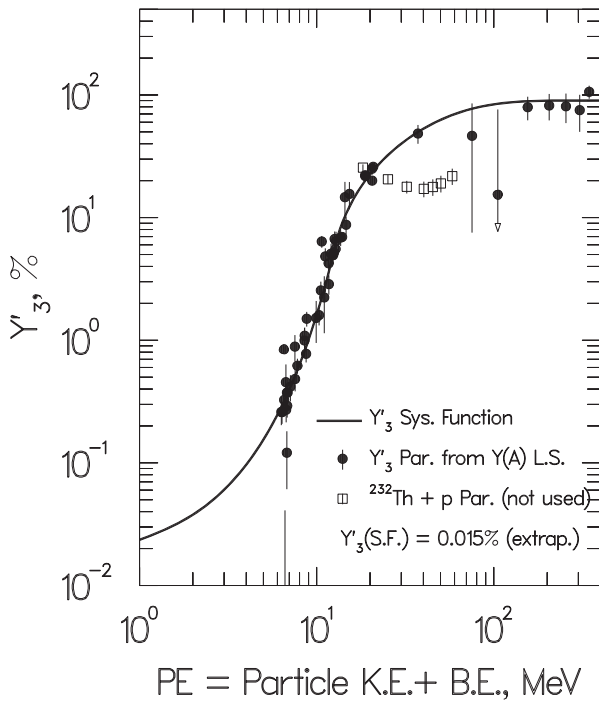 10²
10¹
10⁰
10⁻¹
10⁻²
Y'₃, %
Y'₃ Sys. Function
Y'₃ Par. from Y(A) L.S.
²³²Th + p Par. (not used)
Y'₃(S.F.) = 0.015% (extrap.)
10⁰ 10¹ 10²
PE = Particle K.E.+ B.E., MeV